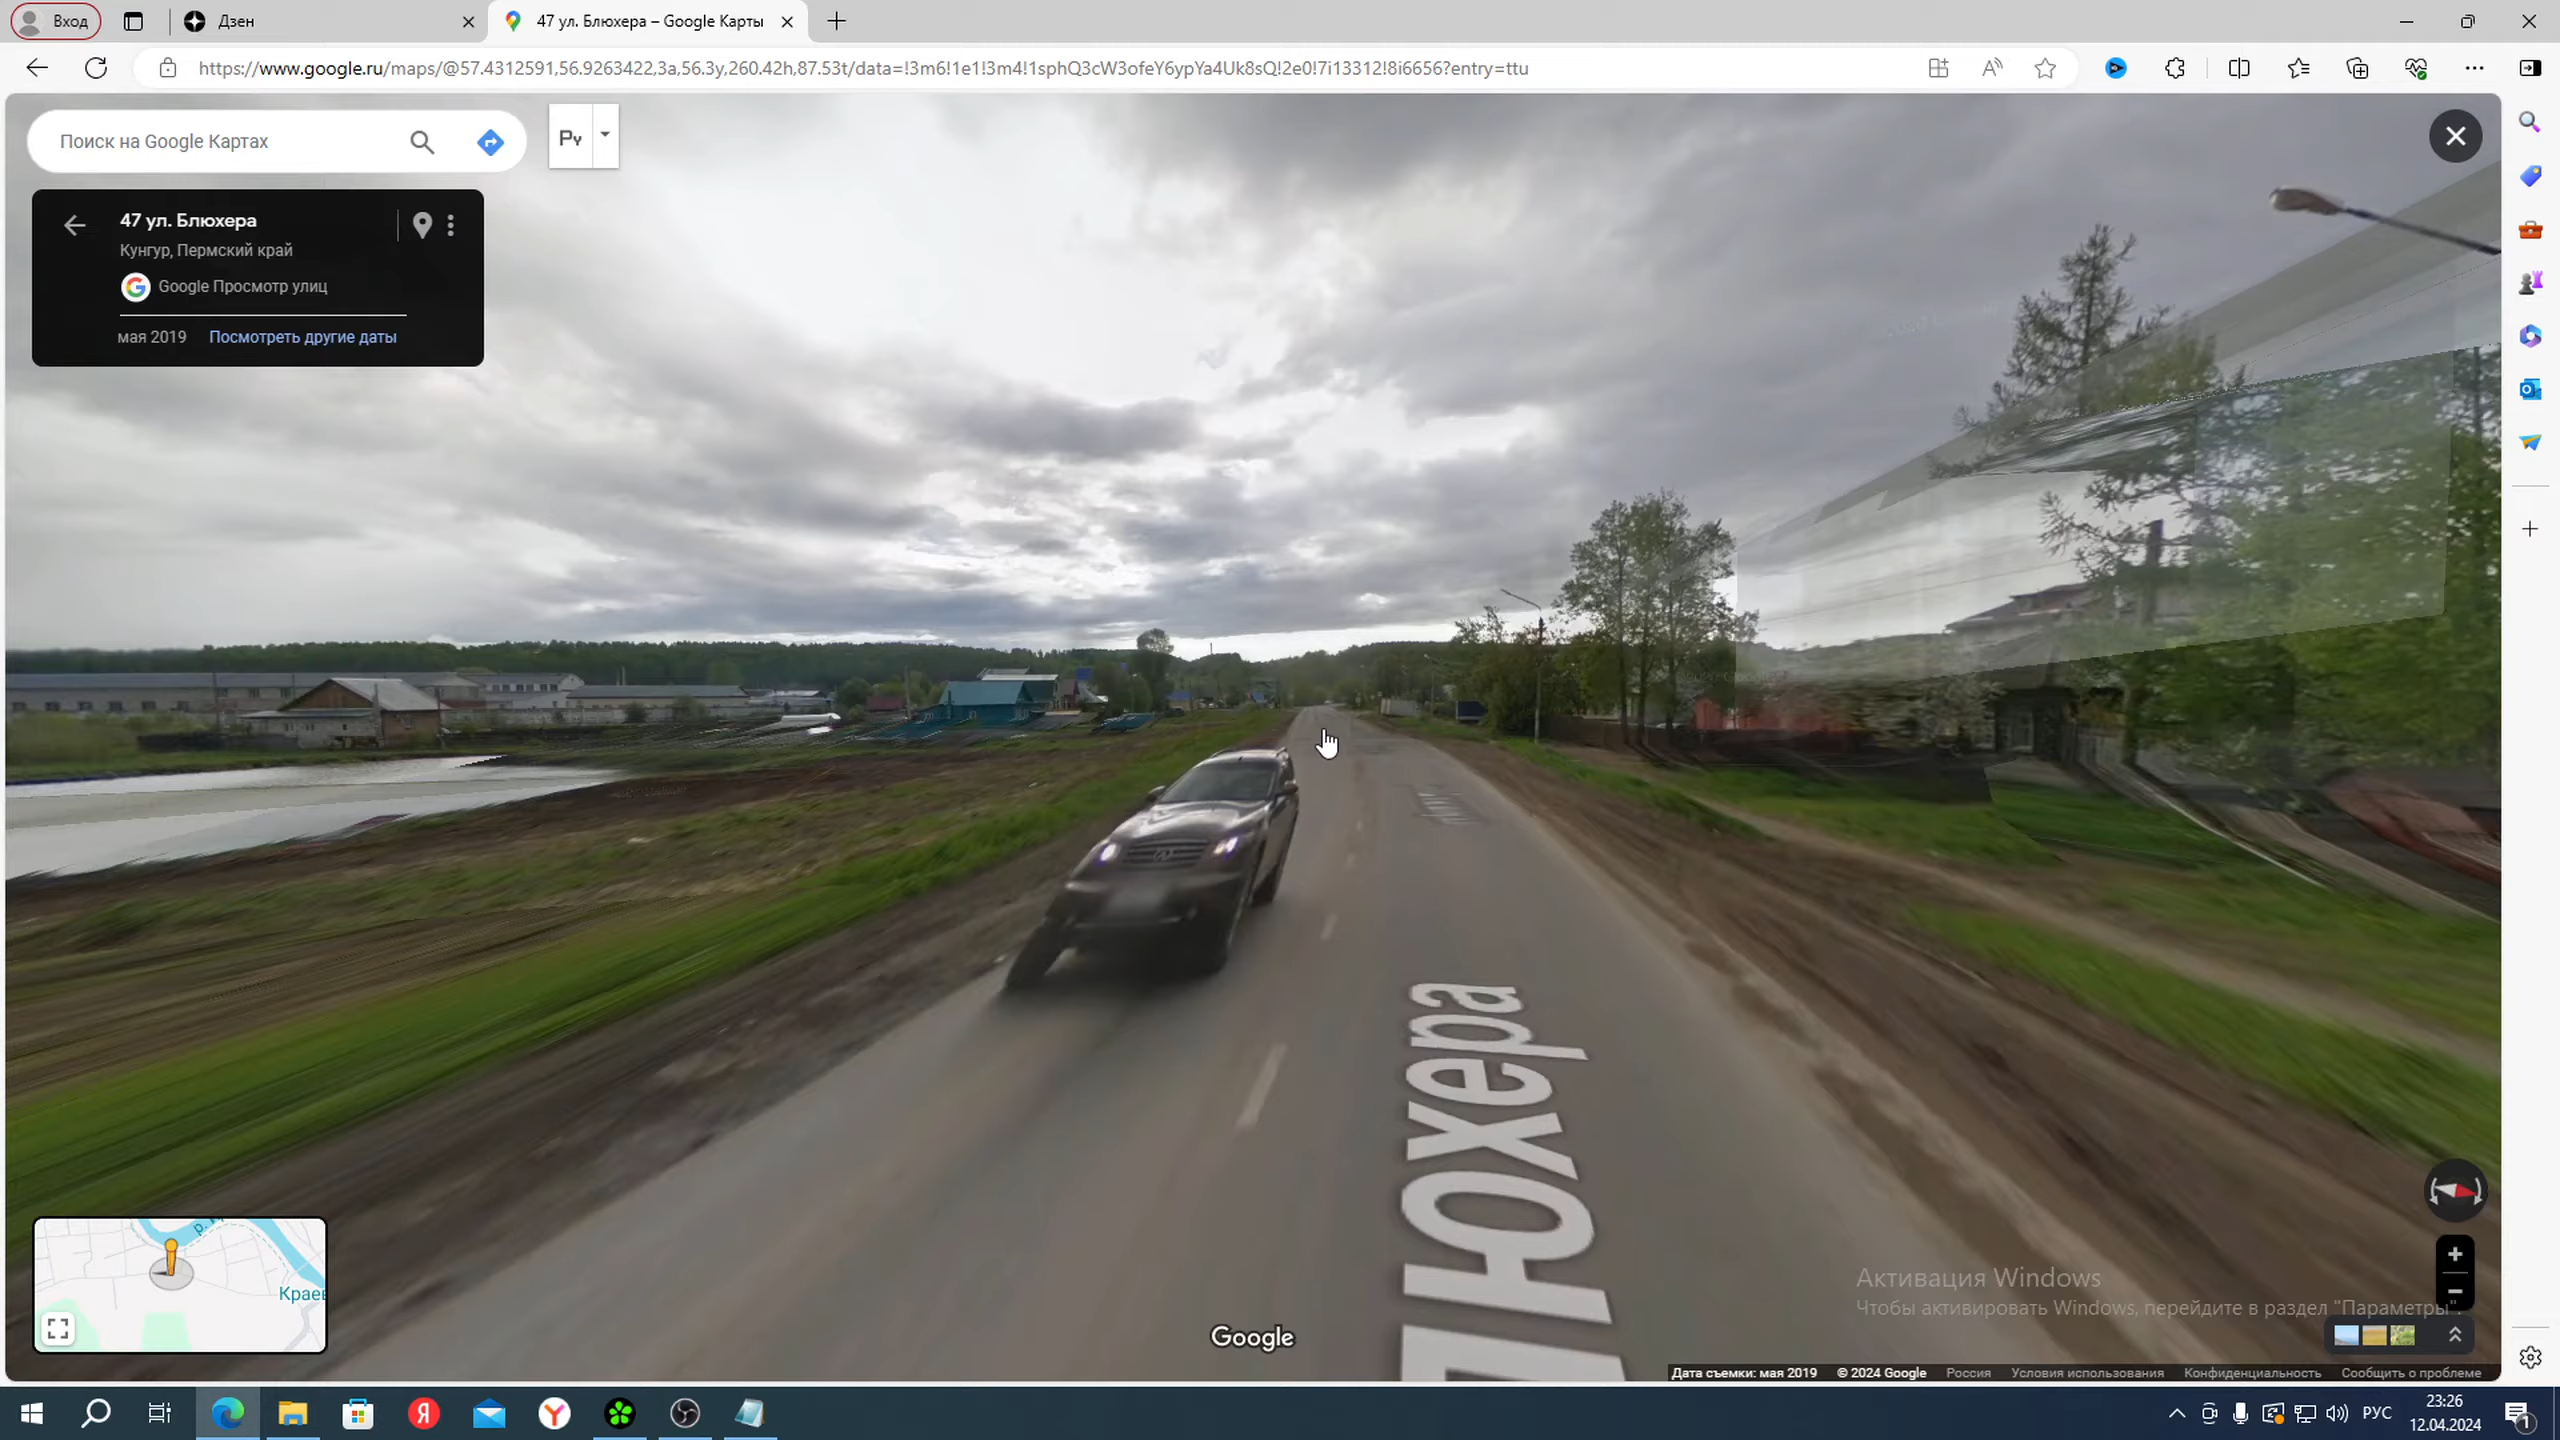 Вход
Дзен
47 ул. Блюхера – Google Карты
https://www.google.ru/maps/@57.4312591,56.9263422,3a,56.3y,260.42h,87.53t/data=!3m6!1e1!3m4!1sphQ3cW3ofeY6ypYa4Uk8sQ!2e0!7i13312!8i6656?entry=ttu
Поиск на Google Картах
47 ул. Блюхера
Кунгур, Пермский край
Google Просмотр улиц
мая 2019 Посмотреть другие даты
люхера
Краев
Google
Активация Windows
Чтобы активировать Windows, перейдите в раздел "Параметры".
Дата съемки: мая 2019 © 2024 Google Россия Условия использования Конфиденциальность Сообщить о проблеме
РУС
23:26
12.04.2024
1